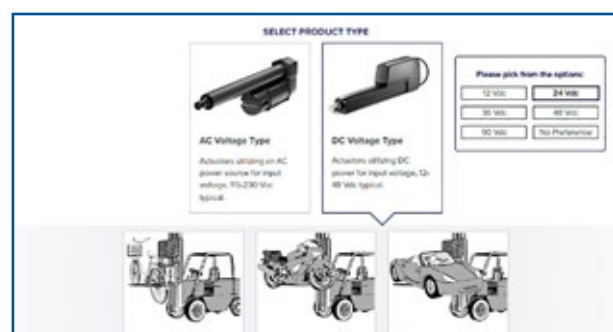 SELECT PRODUCT TYPE
AC Voltage Type
Actuators utilizing an AC
power source for input
voltage, 115-230 Vac
typical.
DC Voltage Type
Actuators utilizing DC
power for input voltage, 12-
48 Vdc typical.
Please pick from the options:
12 Vdc
24 Vdc
36 Vdc
48 Vdc
90 Vdc
No Preference